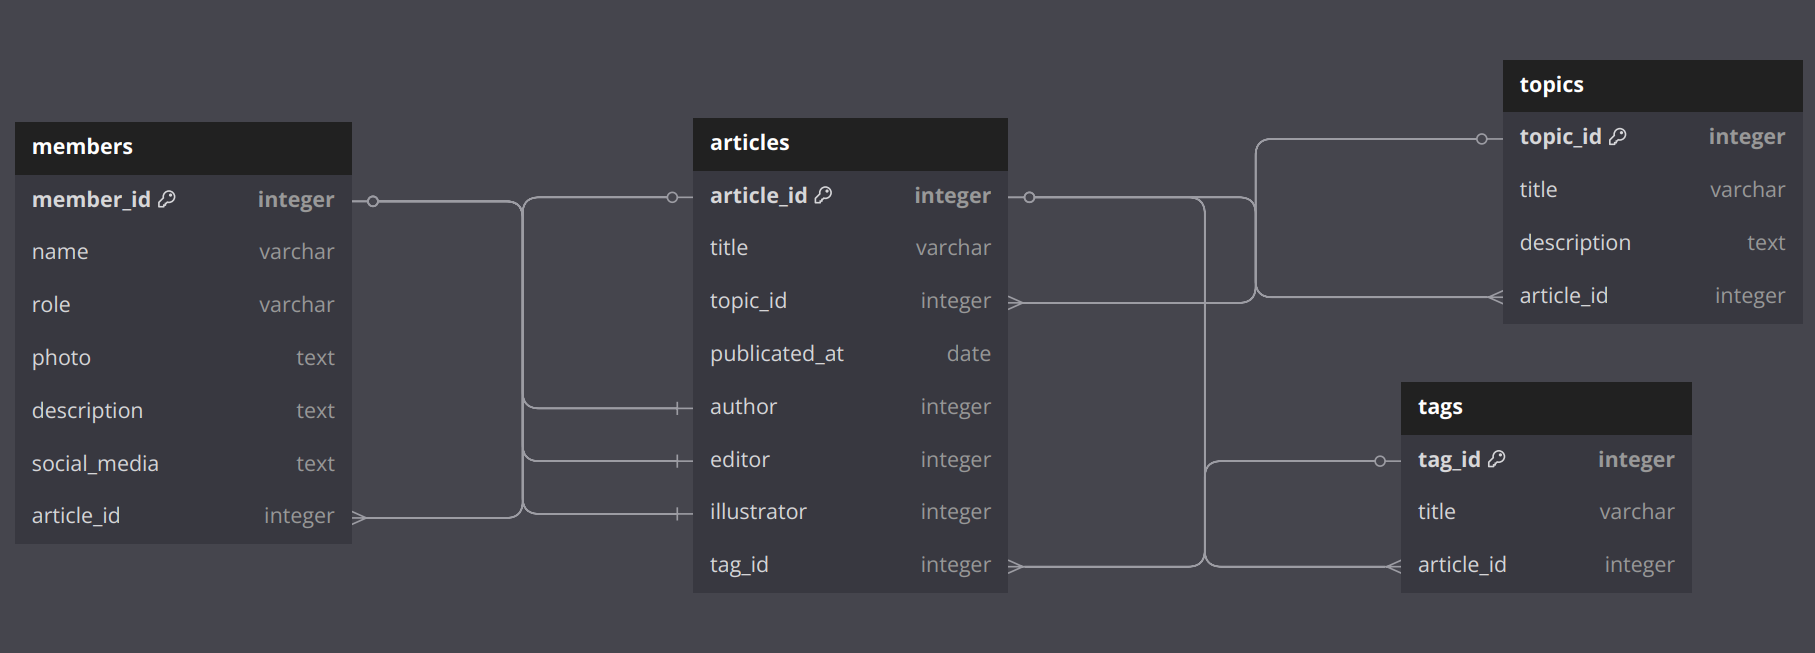 members
member_id integer
name varchar
role varchar
photo text
description text
social_media text
article_id integer
articles
article_id integer
title varchar
topic_id integer
publicated_at date
author integer
editor integer
illustrator integer
tag_id integer
topics
topic_id integer
title varchar
description text
article_id integer
tags
tag_id integer
title varchar
article_id integer